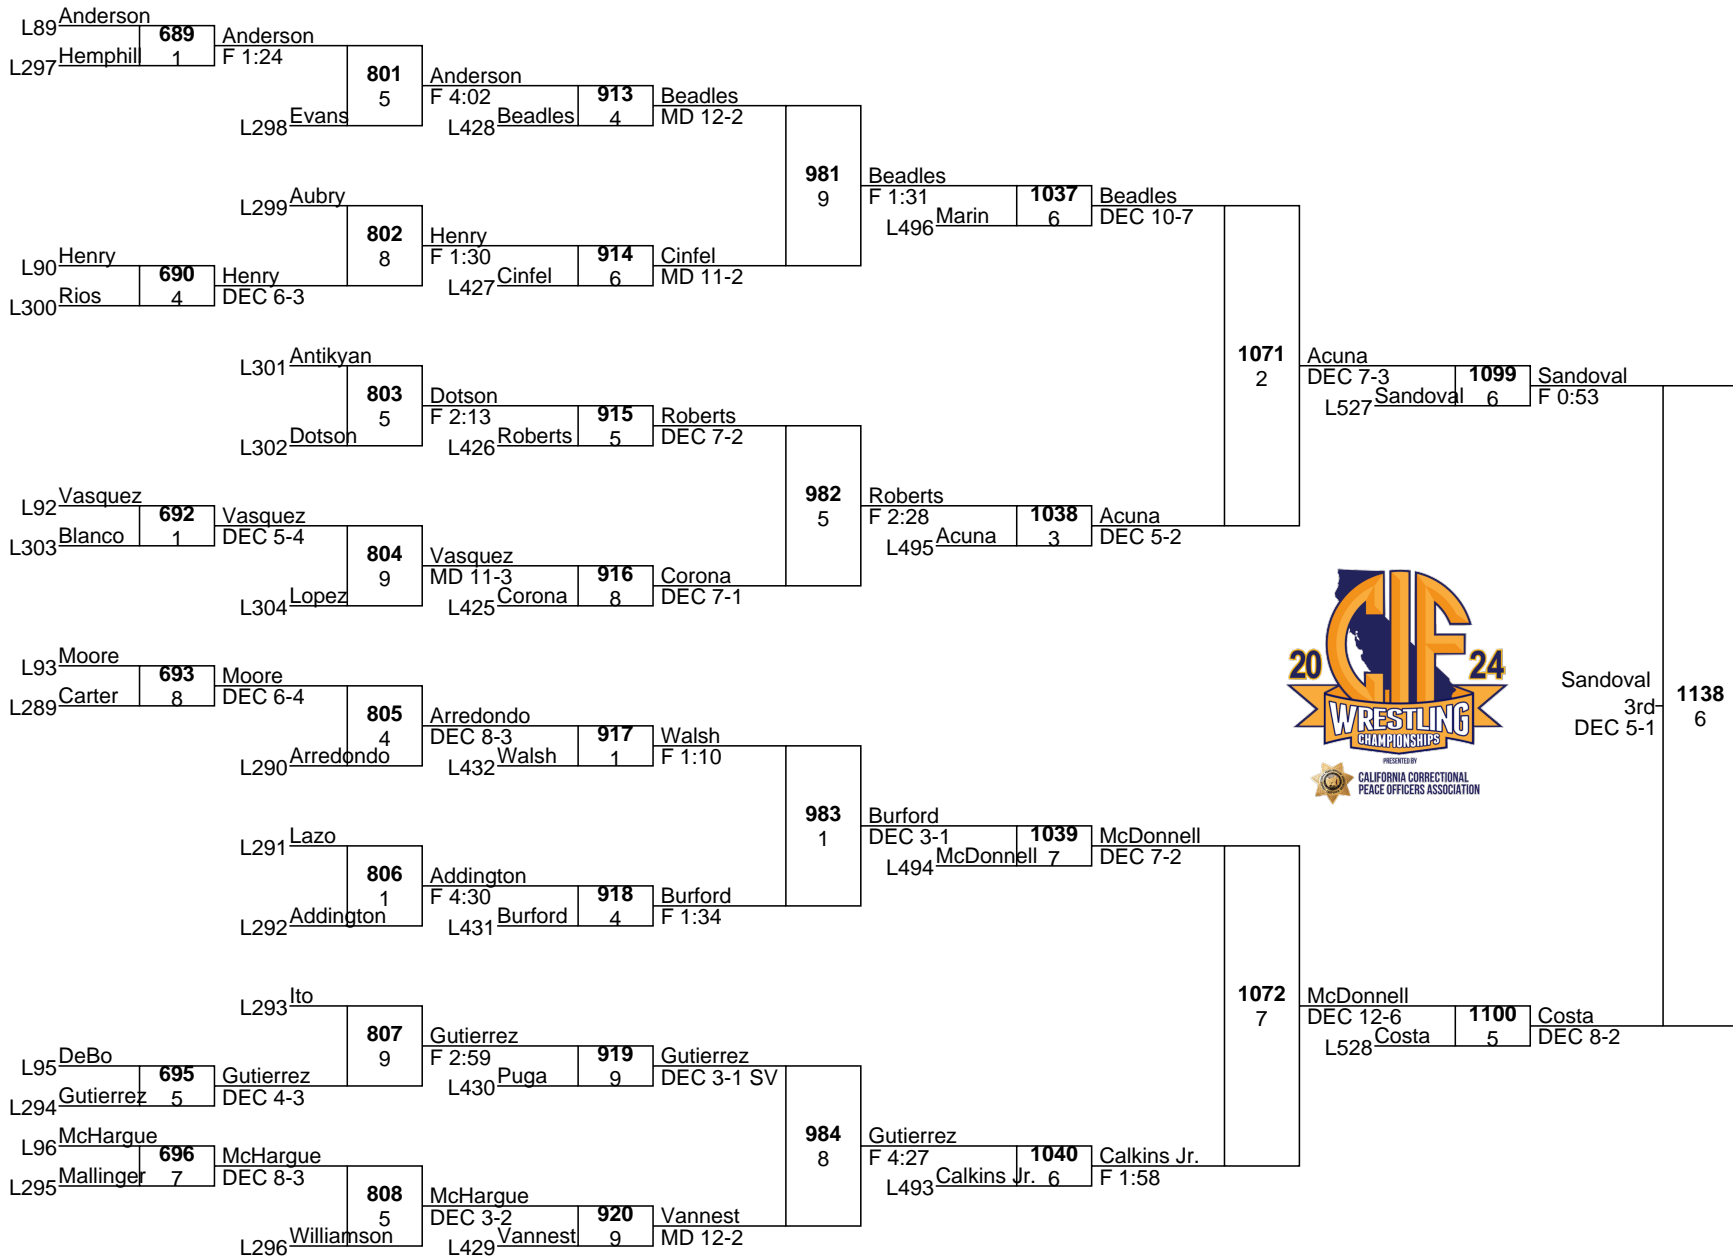 L89 Anderson
689
L297 Hemphill
1
Anderson
F 1:24
801
5
L298 Evans
Anderson
F 4:02
L428 Beadles
913
4
Beadles
MD 12-2
L299 Aubry
802
8
L90 Henry
690
L300 Rios
4
Henry
DEC 6-3
Henry
F 1:30
L427 Cinfel
914
6
Cinfel
MD 11-2
981
9
Beadles
F 1:31
L496 Marin
1037
6
Beadles
DEC 10-7
L301 Antikyan
803
5
L302 Dotson
Dotson
F 2:13
L426 Roberts
915
5
Roberts
DEC 7-2
L92 Vasquez
692
L303 Blanco
1
Vasquez
DEC 5-4
804
9
L304 Lopez
Vasquez
MD 11-3
L425 Corona
916
8
Corona
DEC 7-1
982
5
Roberts
F 2:28
L495 Acuna
1038
3
Acuna
DEC 5-2
1071
2
Acuna
DEC 7-3
L527 Sandoval
1099
6
Sandoval
F 0:53
L93 Moore
693
L289 Carter
8
Moore
DEC 6-4
805
4
L290 Arredondo
Arredondo
DEC 8-3
L432 Walsh
917
1
Walsh
F 1:10
L291 Lazo
806
1
L292 Addington
Addington
F 4:30
L431 Burford
918
4
Burford
F 1:34
983
1
Burford
DEC 3-1
L494 McDonnell
1039
7
McDonnell
DEC 7-2
L293 Ito
807
9
L95 DeBo
695
L294 Gutierrez
5
Gutierrez
DEC 4-3
Gutierrez
F 2:59
L430 Puga
919
9
Gutierrez
DEC 3-1 SV
L96 McHargue
696
L295 Mallinger
7
McHargue
DEC 8-3
808
5
L296 Williamson
McHargue
DEC 3-2
L429 Vannest
920
9
Vannest
MD 12-2
984
8
Gutierrez
F 4:27
L493 Calkins Jr.
1040
6
Calkins Jr.
F 1:58
1072
7
McDonnell
DEC 12-6
L528 Costa
1100
5
Costa
DEC 8-2
20 CIF 24
WRESTLING
CHAMPIONSHIPS
PRESENTED BY
CALIFORNIA CORRECTIONAL
PEACE OFFICERS ASSOCIATION
Sandoval
3rd
DEC 5-1
1138
6